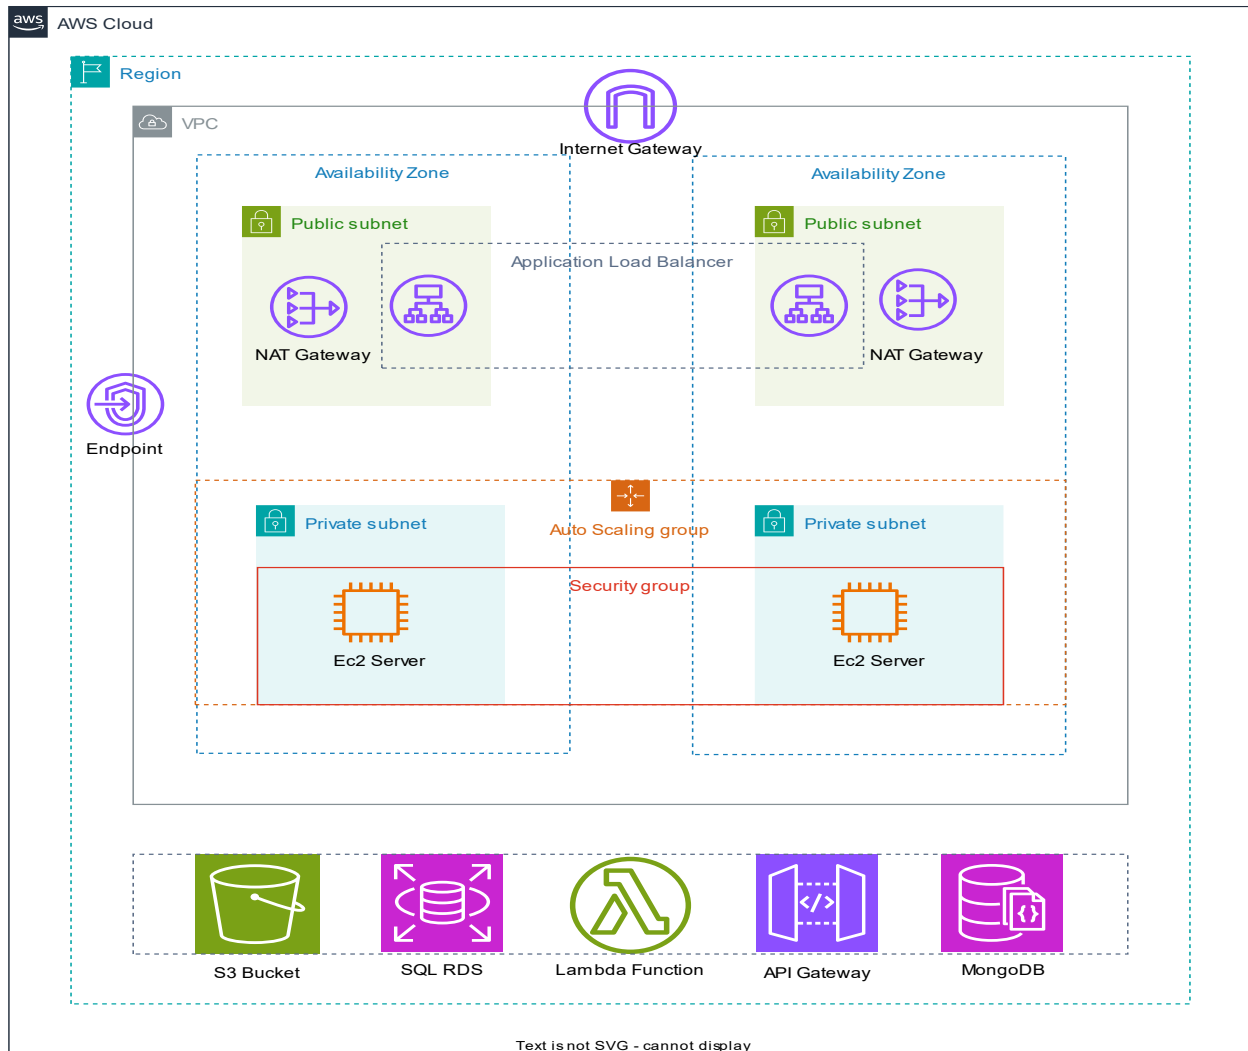 aws
AWS Cloud
Region
VPC
Internet Gateway
Availability Zone
Availability Zone
Public subnet
Public subnet
Application Load Balancer
NAT Gateway
NAT Gateway
Endpoint
Private subnet
Auto Scaling group
Private subnet
Security group
Ec2 Server
Ec2 Server
</>
{}
S3 Bucket
SQL RDS
Lambda Function
API Gateway
MongoDB
Text is not SVG - cannot display